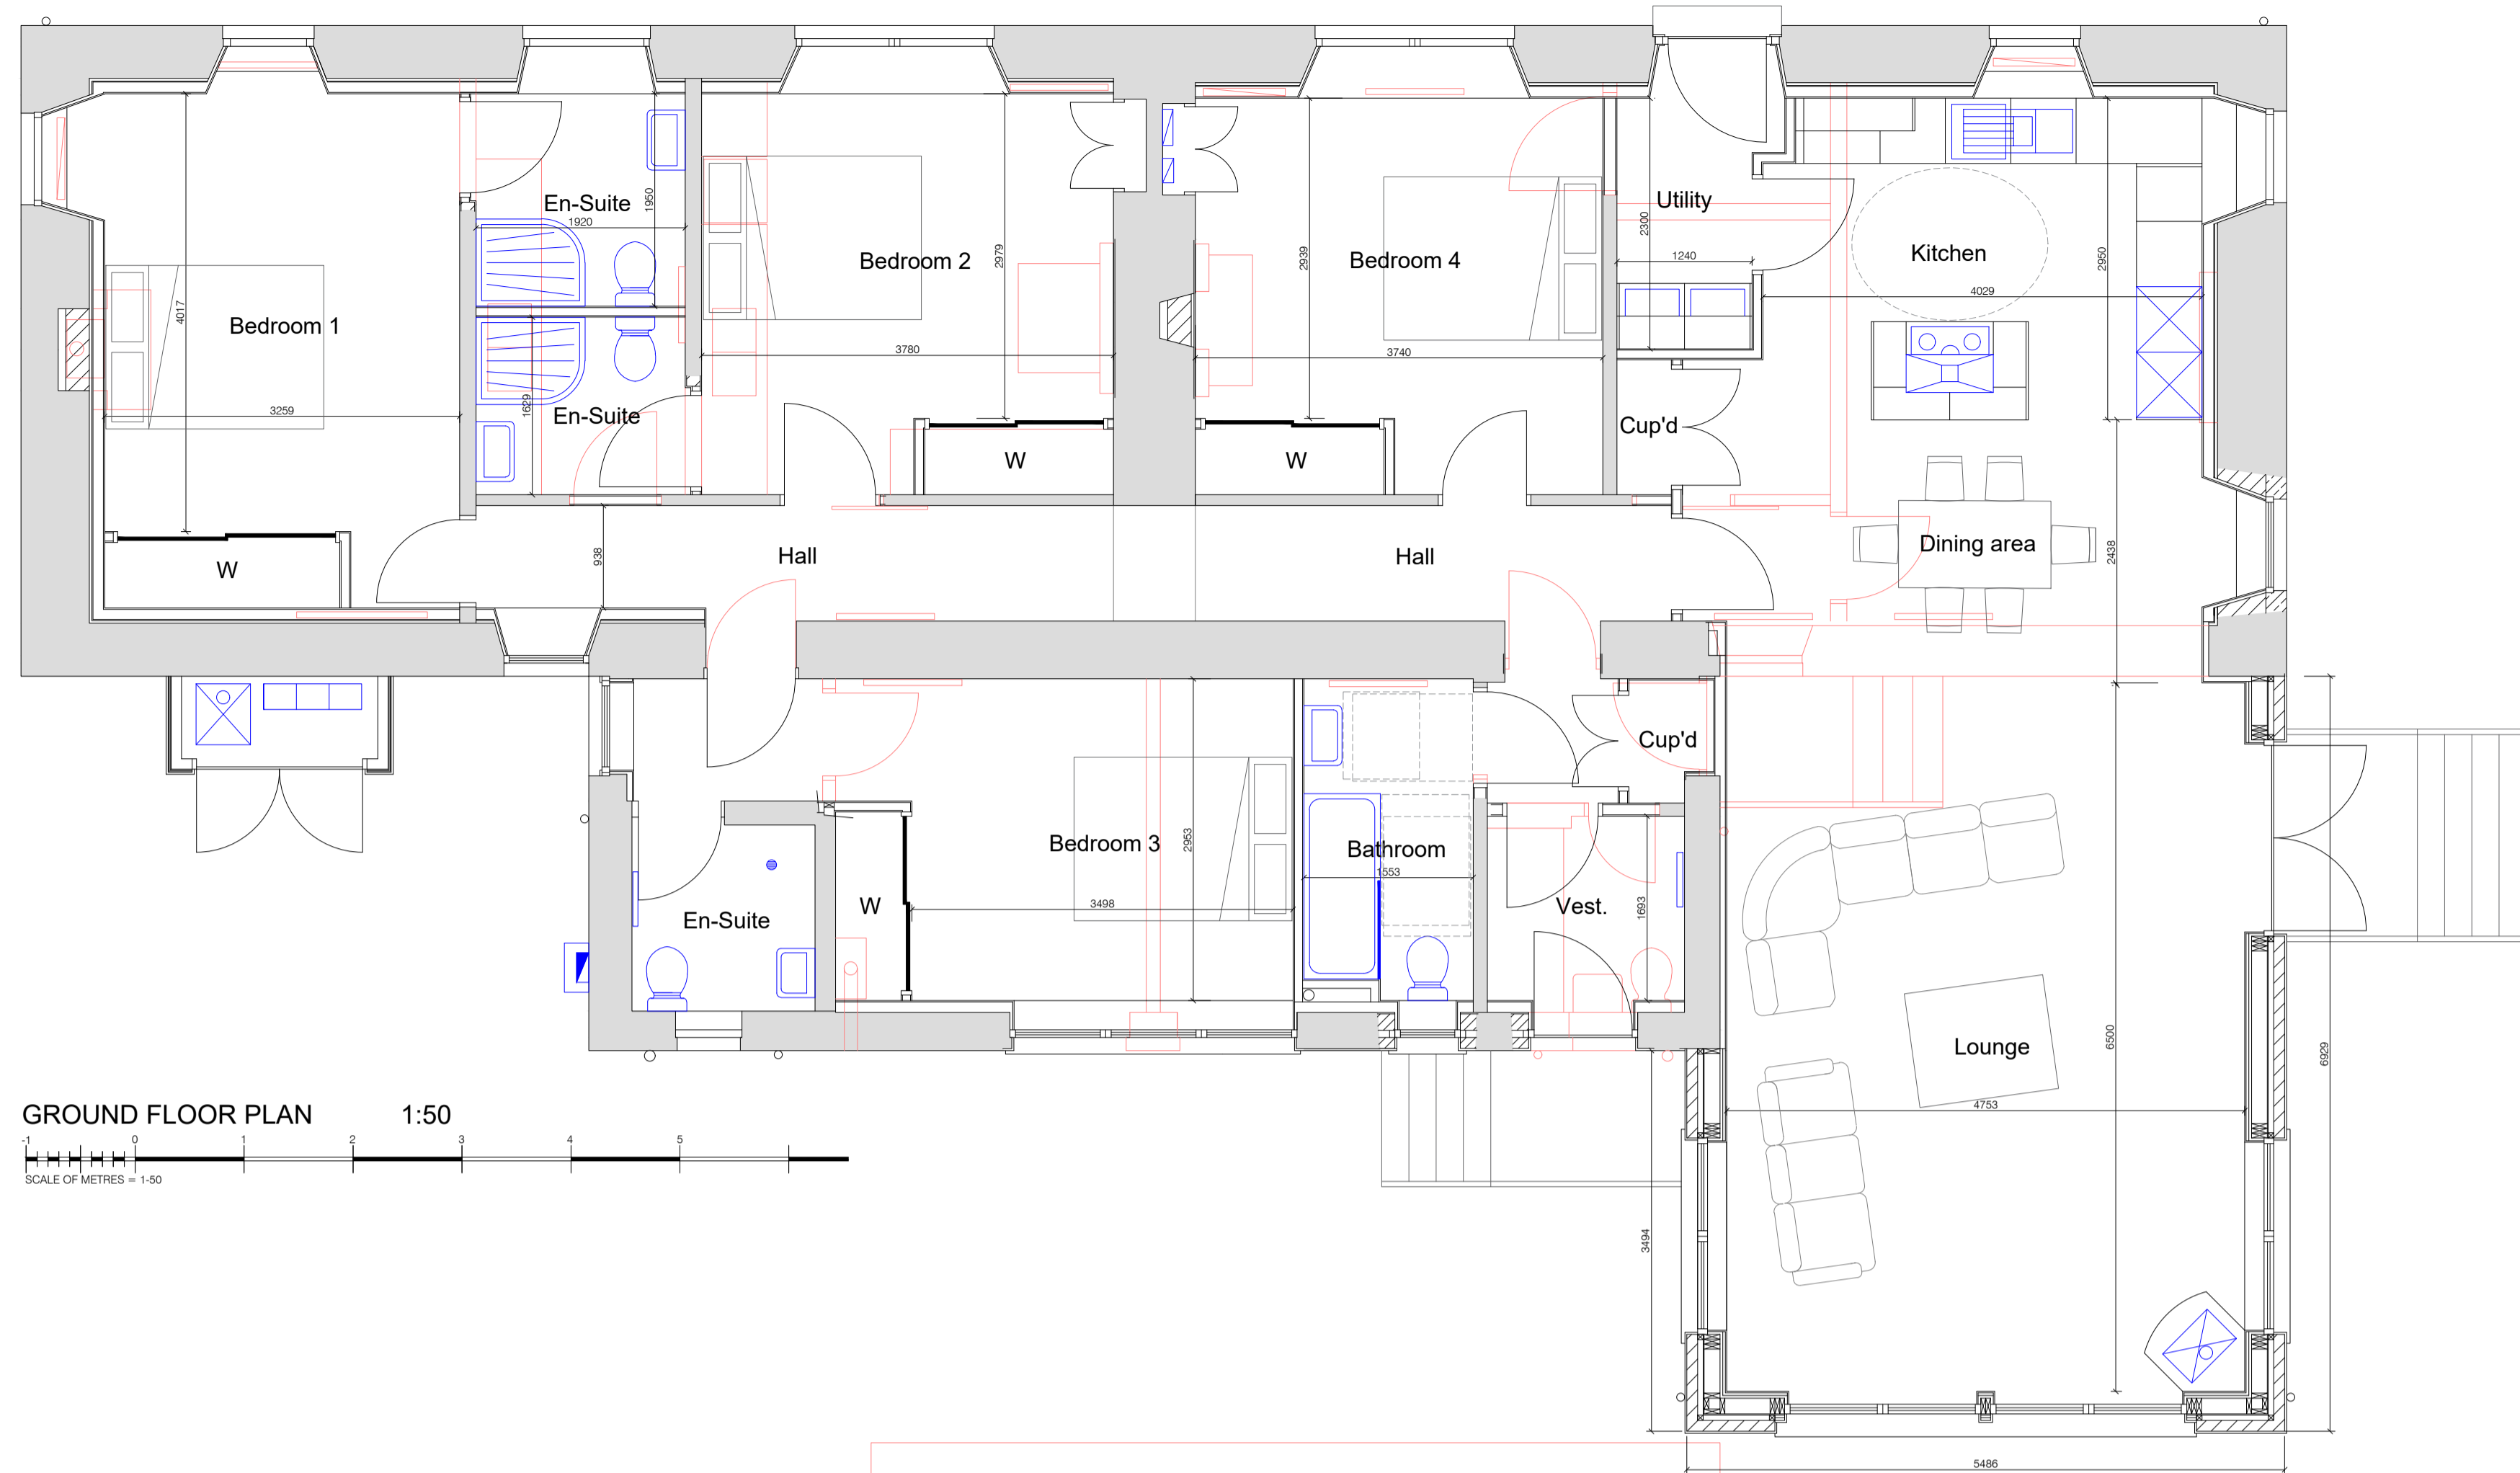 En-Suite
1950
1920
Utility
2300
1240
Kitchen
2950
4029
Bedroom 2
2979
Bedroom 4
2939
Bedroom 1
4017
3780
3740
3259
1629
En-Suite
Cup'd
W
W
W
938
Hall
Hall
Dining area
2438
Cup'd
Bedroom 3
2953
Bathroom
1553
W
3498
En-Suite
Vest.
1693
Lounge
6500
6929
4753
3494
5486
GROUND FLOOR PLAN 1:50
-1 0 1 2 3 4 5
SCALE OF METRES = 1-50